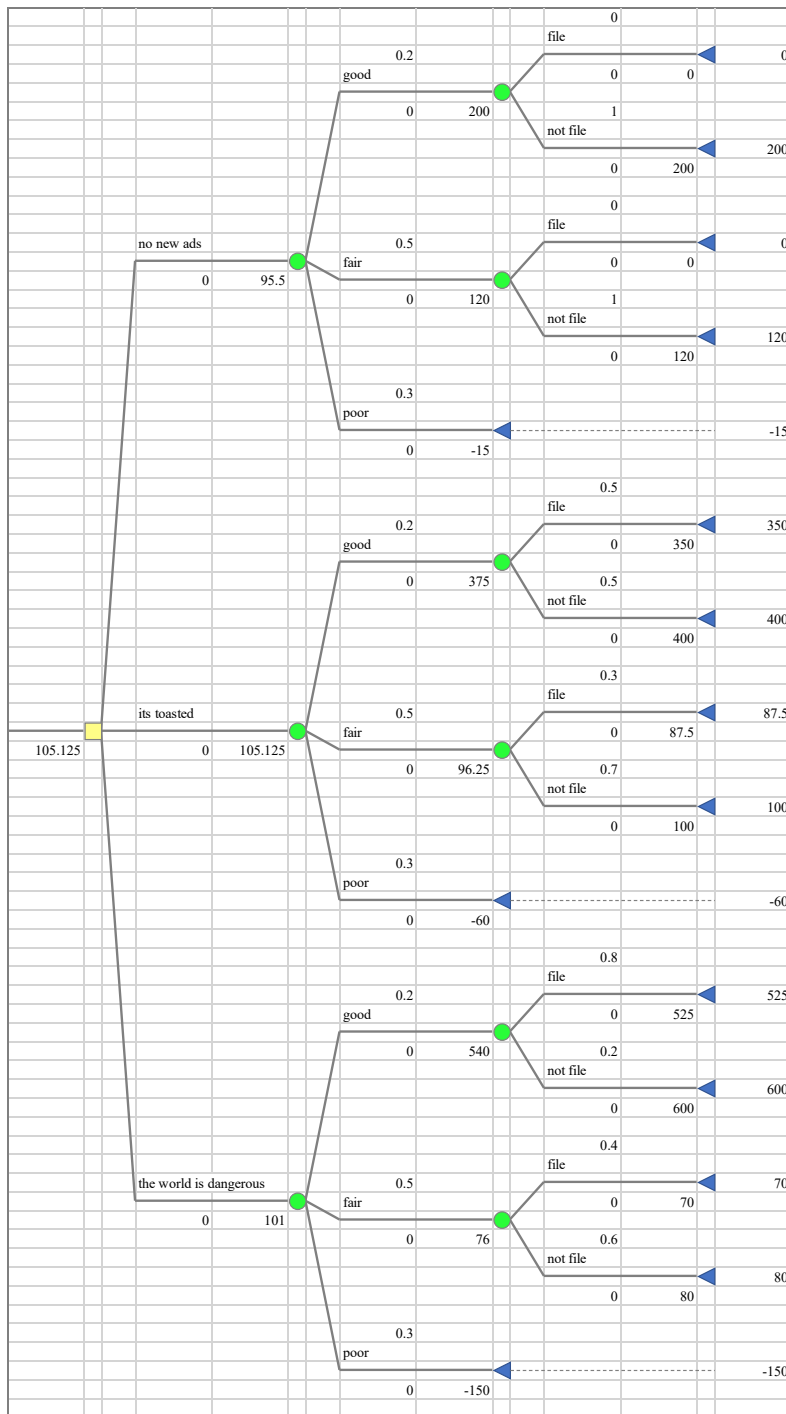 0
file
0.2
0
good
0 0
0 200
1
not file
200
0 200
0
file
no new ads
0.5
0
fair
0 0
0 95.5
0 120
1
not file
120
0 120
0.3
poor
-15
0 -15
0.5
file
0.2
350
good
0 350
0 375
0.5
not file
400
0 400
0.3
file
its toasted
0.5
87.5
fair
0 87.5
105.125
0 105.125
0 96.25
0.7
not file
100
0 100
0.3
poor
-60
0 -60
0.8
file
0.2
525
good
0 525
0 540
0.2
not file
600
0 600
0.4
file
the world is dangerous
0.5
70
fair
0 70
0 101
0 76
0.6
not file
80
0 80
0.3
poor
-150
0 -150